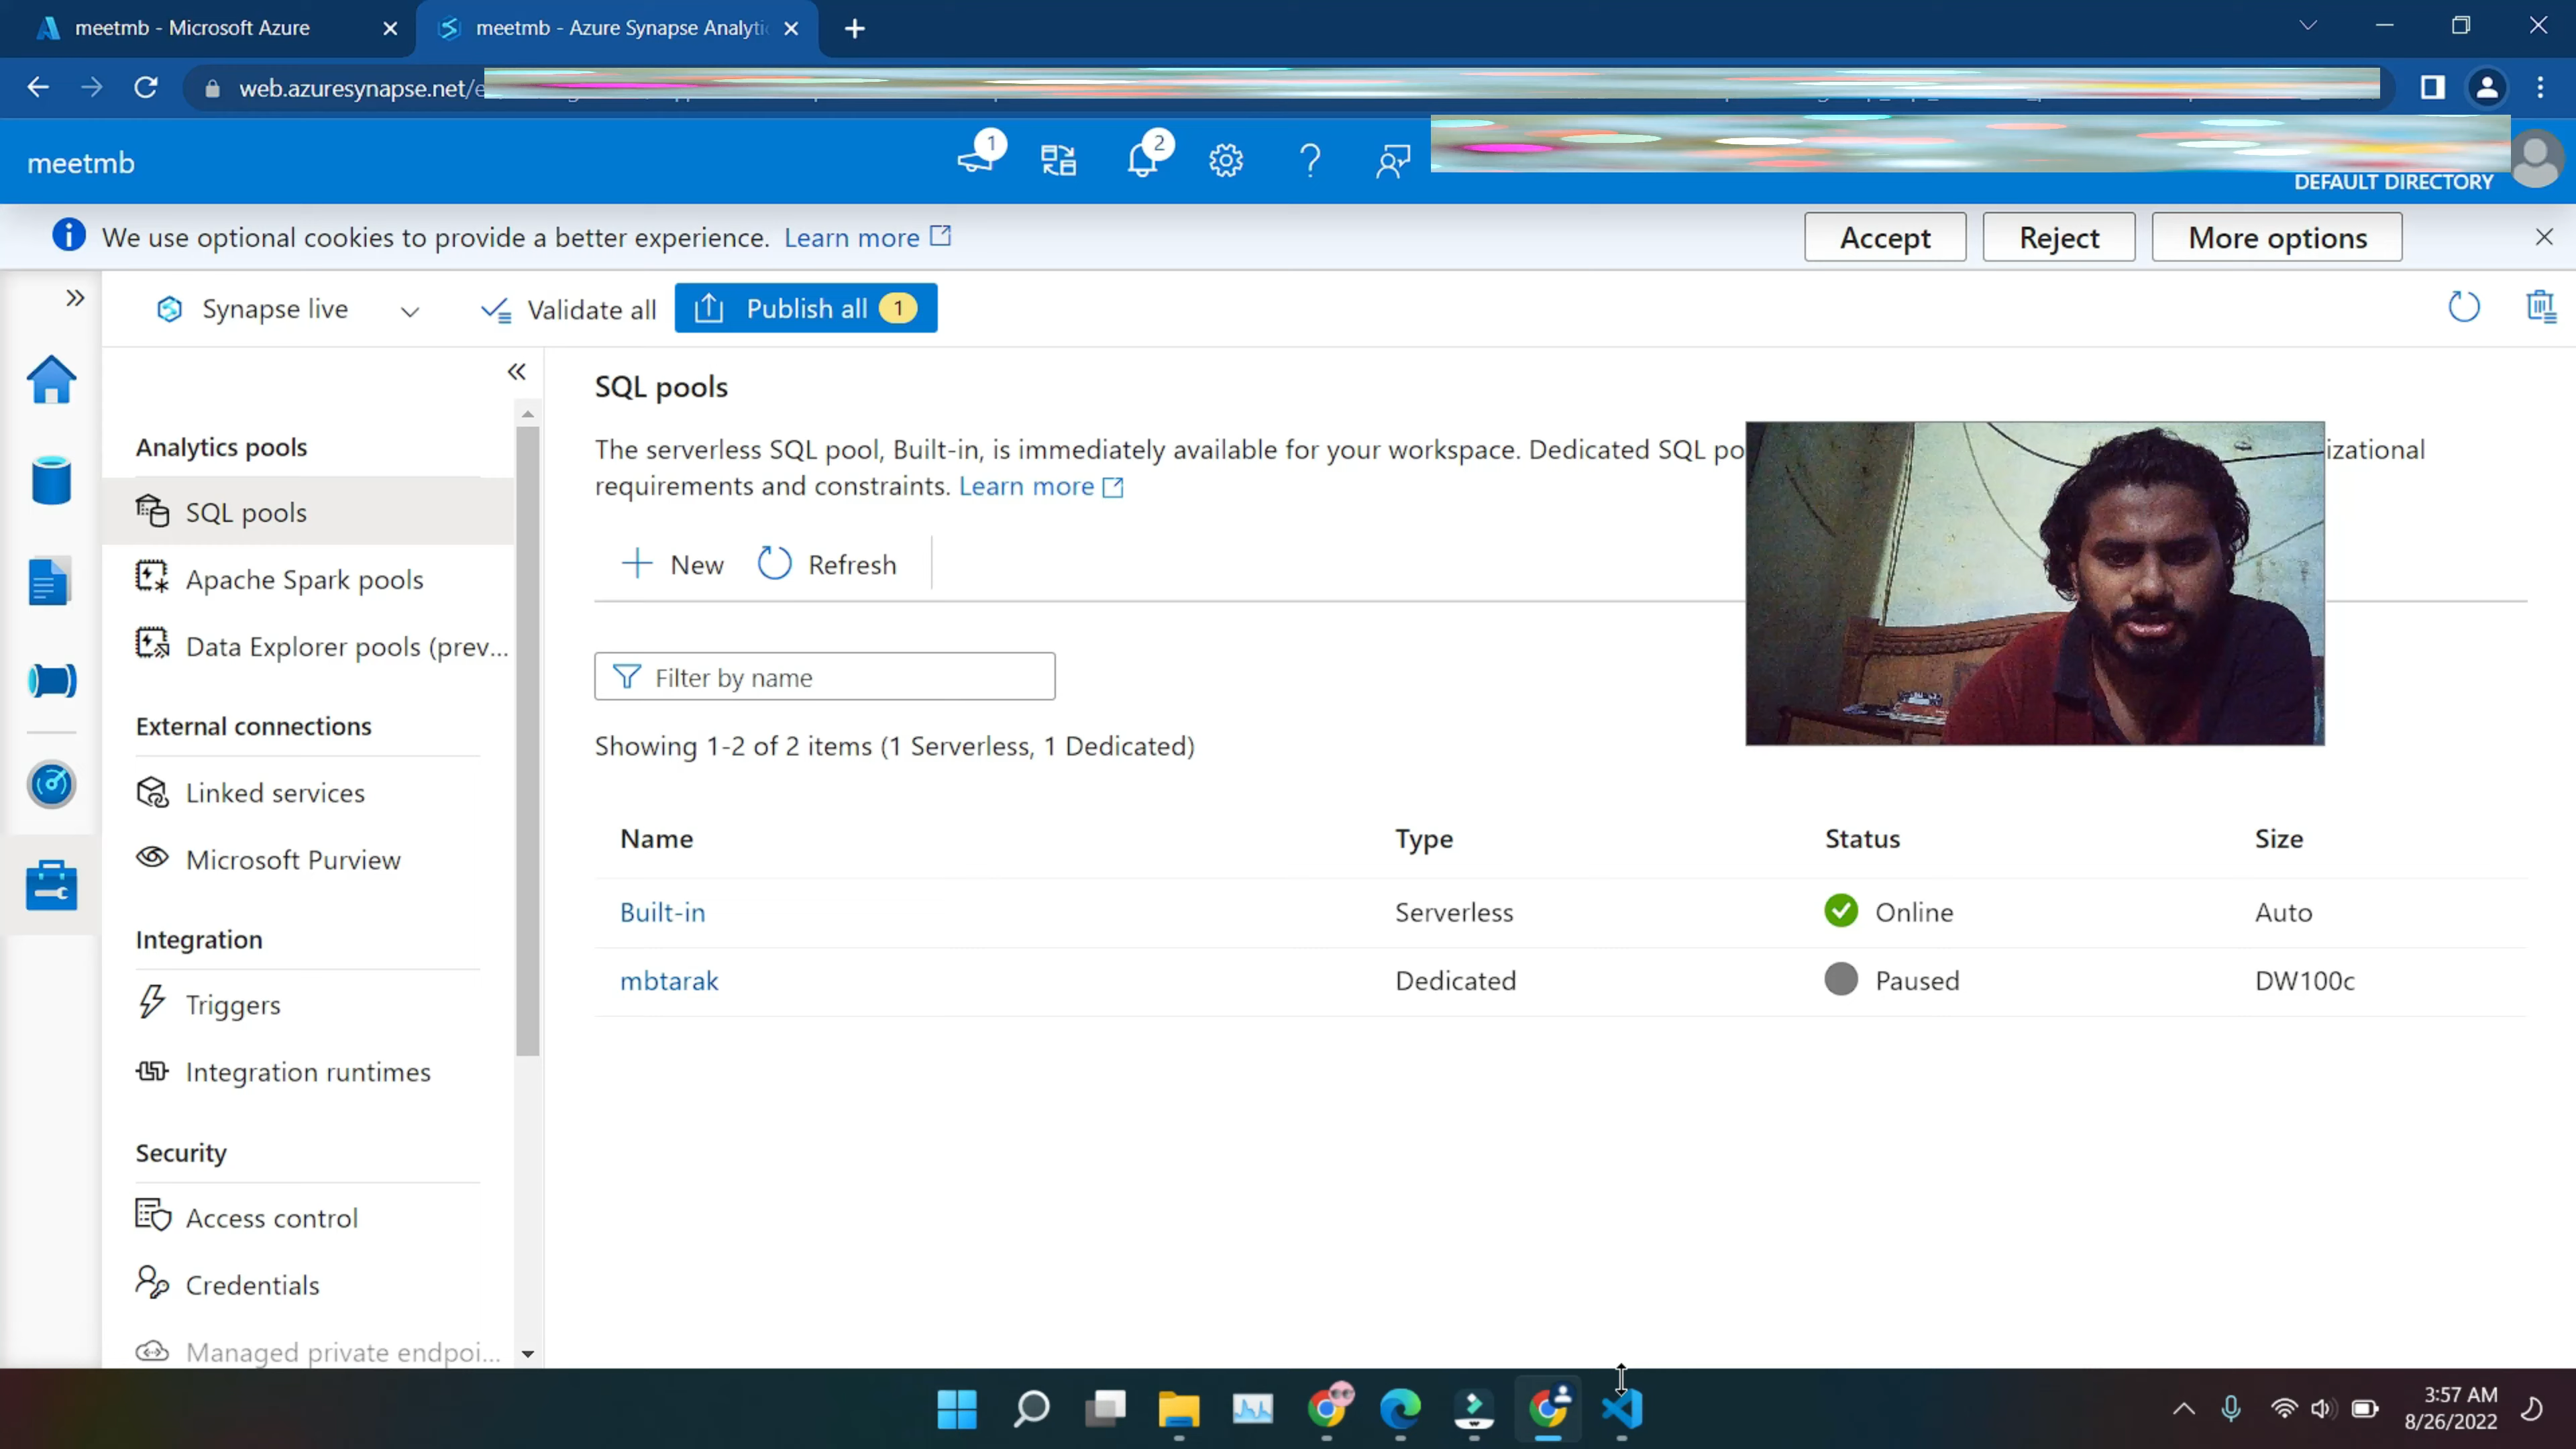 meetmb - Microsoft Azure
meetmb - Azure Synapse Analytic
web.azuresynapse.net/e
meetmb
1
2
DEFAULT DIRECTORY
We use optional cookies to provide a better experience. Learn more
Accept
Reject
More options
Synapse live
Validate all
Publish all 1
Analytics pools
SQL pools
Apache Spark pools
Data Explorer pools (prev...
External connections
Linked services
Microsoft Purview
Integration
Triggers
Integration runtimes
Security
Access control
Credentials
Managed private endpoi...
SQL pools
The serverless SQL pool, Built-in, is immediately available for your workspace. Dedicated SQL po izational
requirements and constraints. Learn more
New
Refresh
Filter by name
Showing 1-2 of 2 items (1 Serverless, 1 Dedicated)
Name Type Status Size
Built-in Serverless Online Auto
mbtarak Dedicated Paused DW100c
3:57 AM
8/26/2022